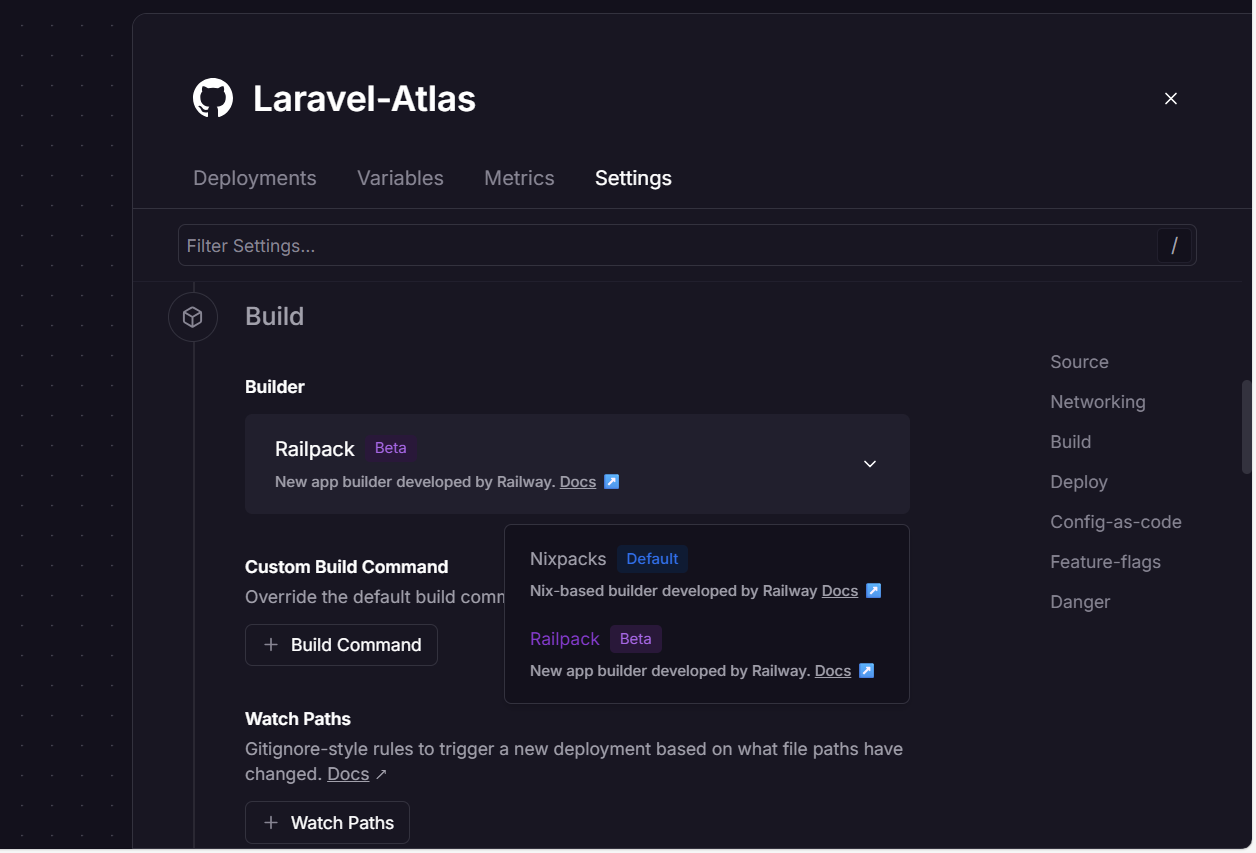 Laravel-Atlas
Deployments Variables Metrics Settings
Filter Settings... /
Build
Builder
Railpack Beta
New app builder developed by Railway. Docs
Nixpacks Default
Nix-based builder developed by Railway Docs
Railpack Beta
New app builder developed by Railway. Docs
Custom Build Command
Override the default build comm
+ Build Command
Watch Paths
Gitignore-style rules to trigger a new deployment based on what file paths have
changed. Docs ↗
+ Watch Paths
Source
Networking
Build
Deploy
Config-as-code
Feature-flags
Danger